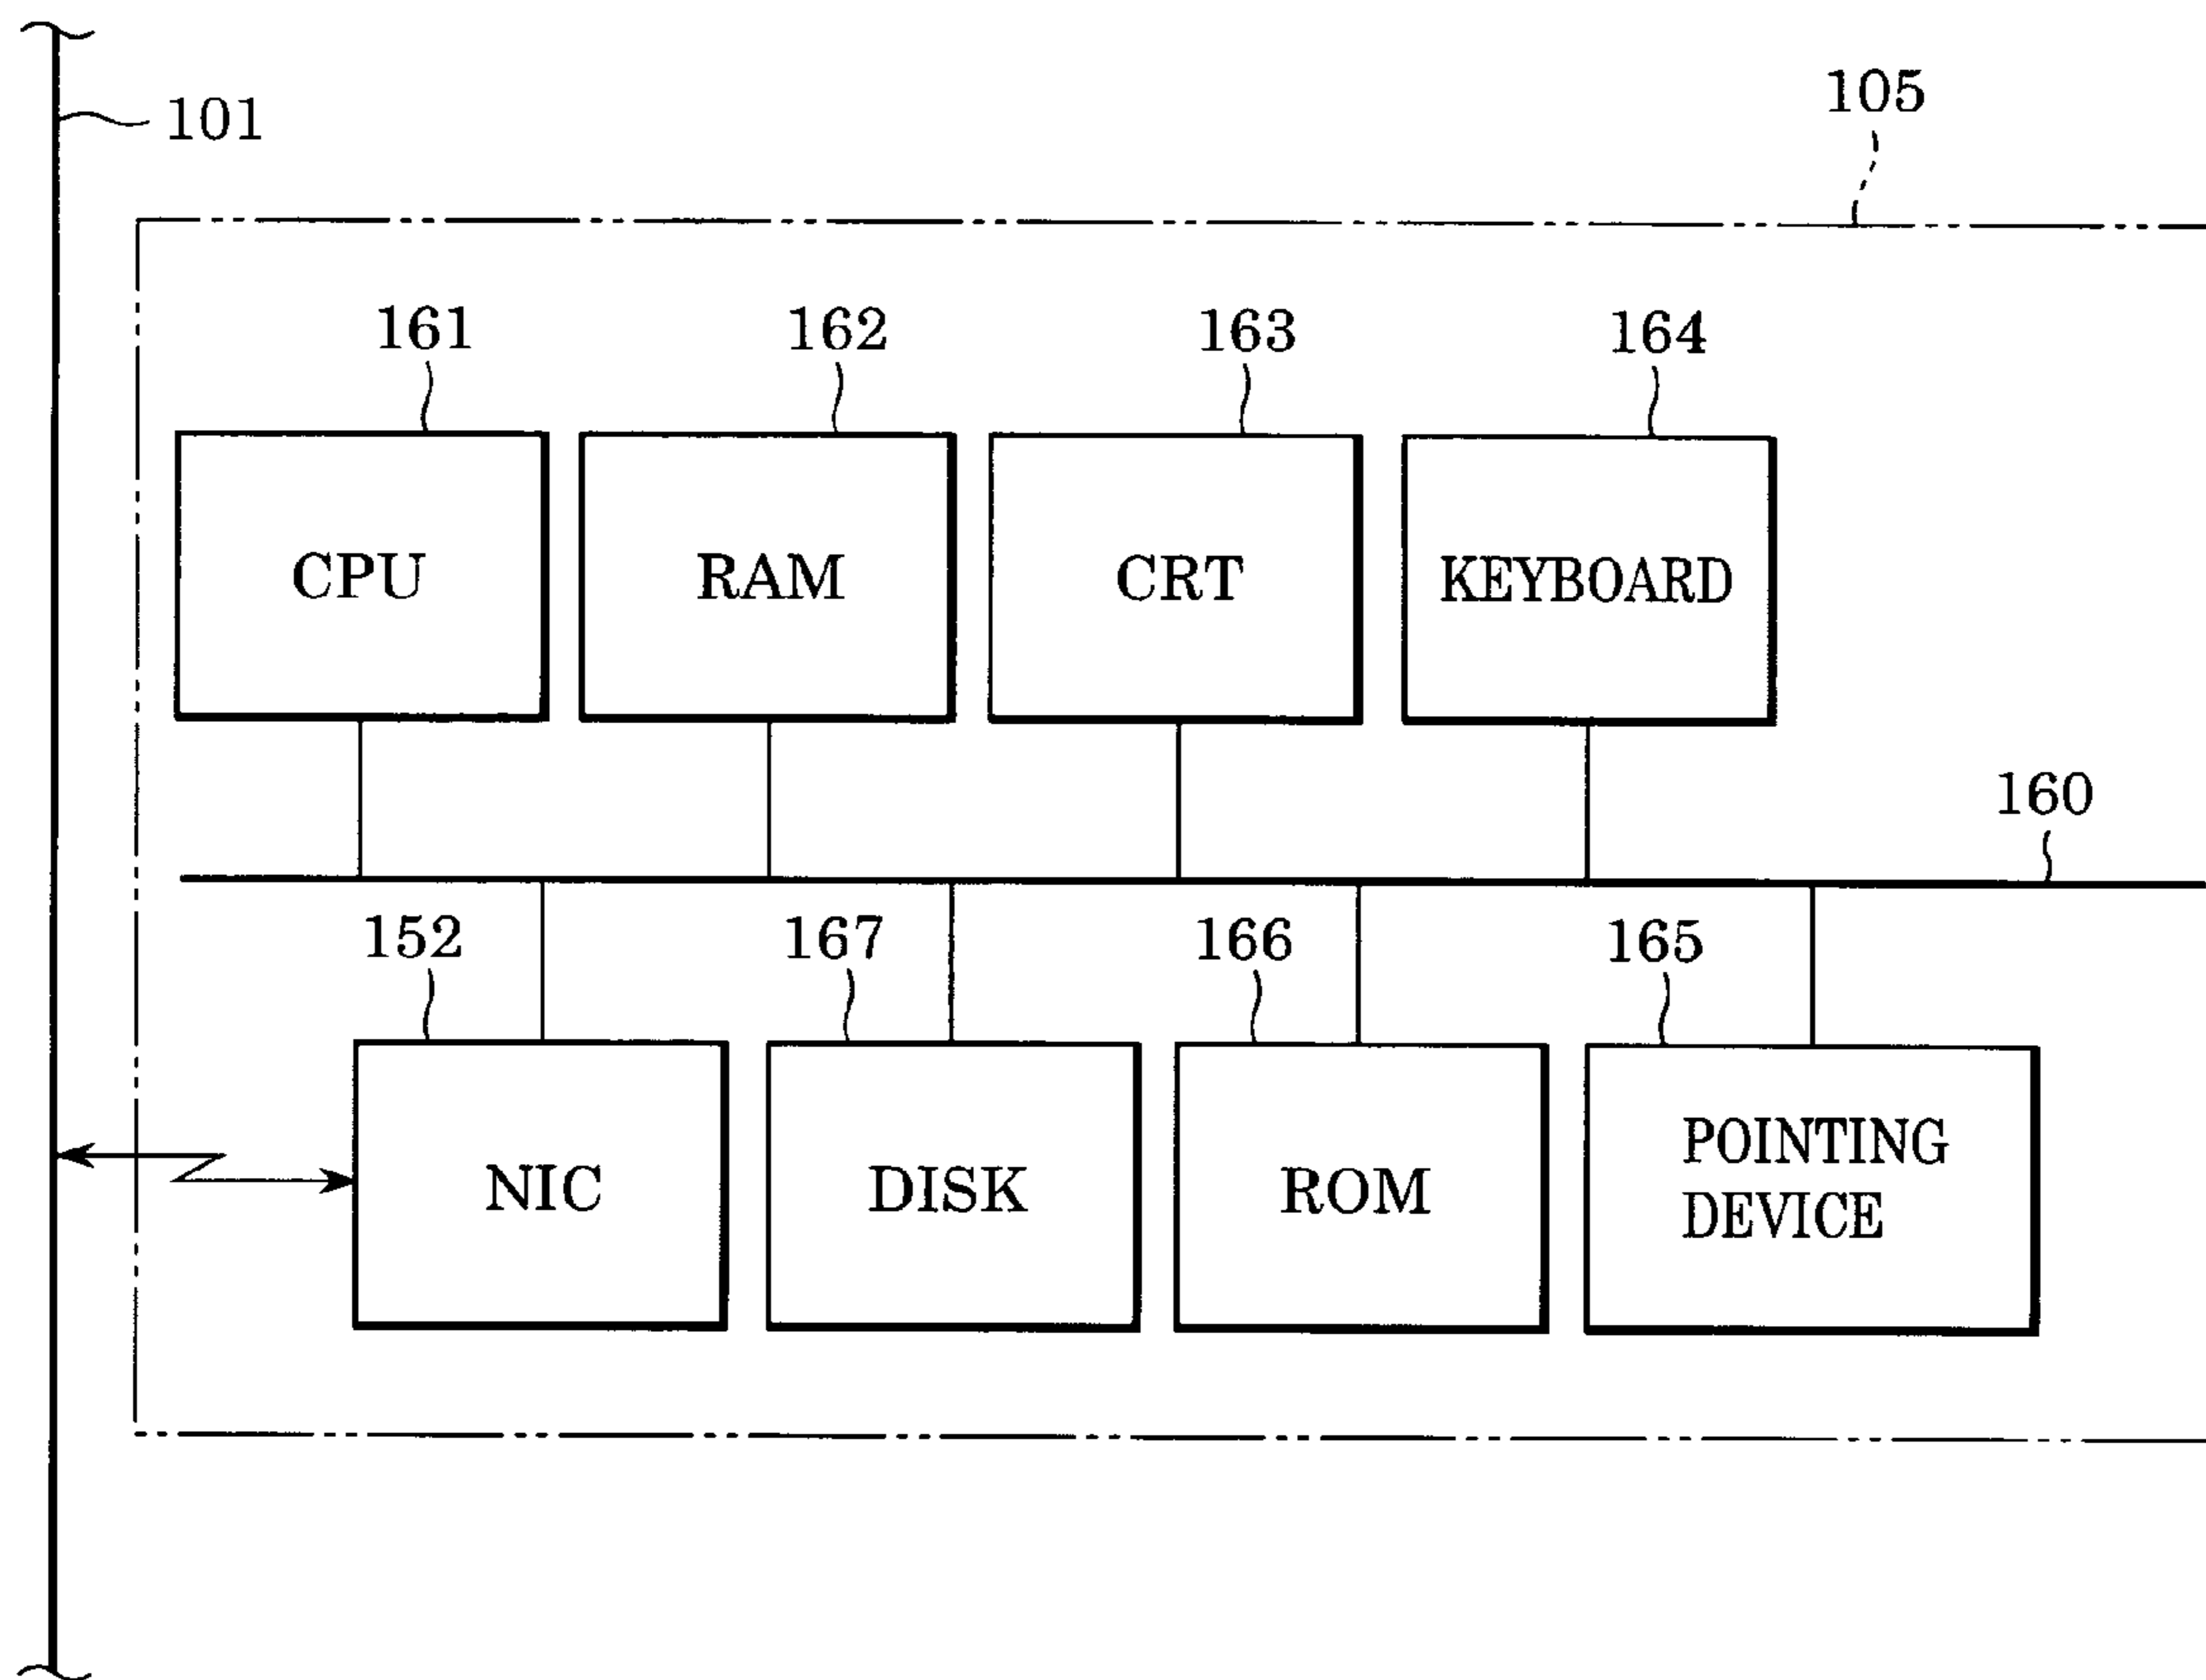 101
105
161
162
163
164
CPU
RAM
CRT
KEYBOARD
160
152
167
166
165
NIC
DISK
ROM
POINTING
DEVICE